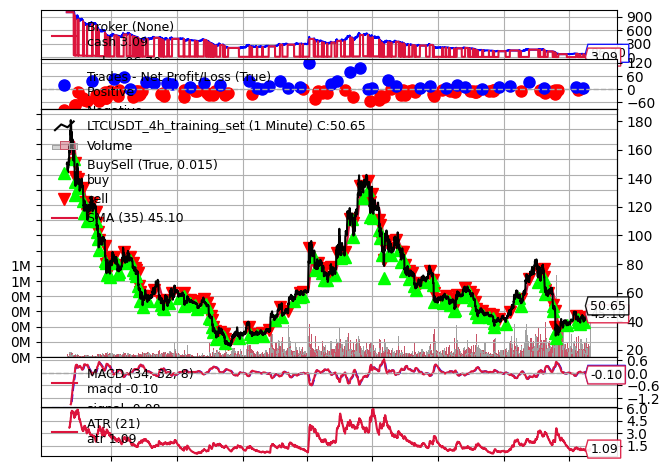 Broker (None)
cash 3.09
900
600
300
0
3.09
Trades - Net Profit/Loss (True)
Positive
120
60
0
−60
LTCUSDT_4h_training_set (1 Minute) C:50.65
Volume
BuySell (True, 0.015)
buy
sell
SMA (35) 45.10
180
160
140
120
100
80
60
50.65
40
20
1M
1M
0M
0M
0M
0M
0M
MACD (34, 32, 8)
macd -0.10
0.6
0.0
-0.10
−0.6
−1.2
ATR (21)
atr 1.09
6.0
4.5
3.0
1.5
1.09